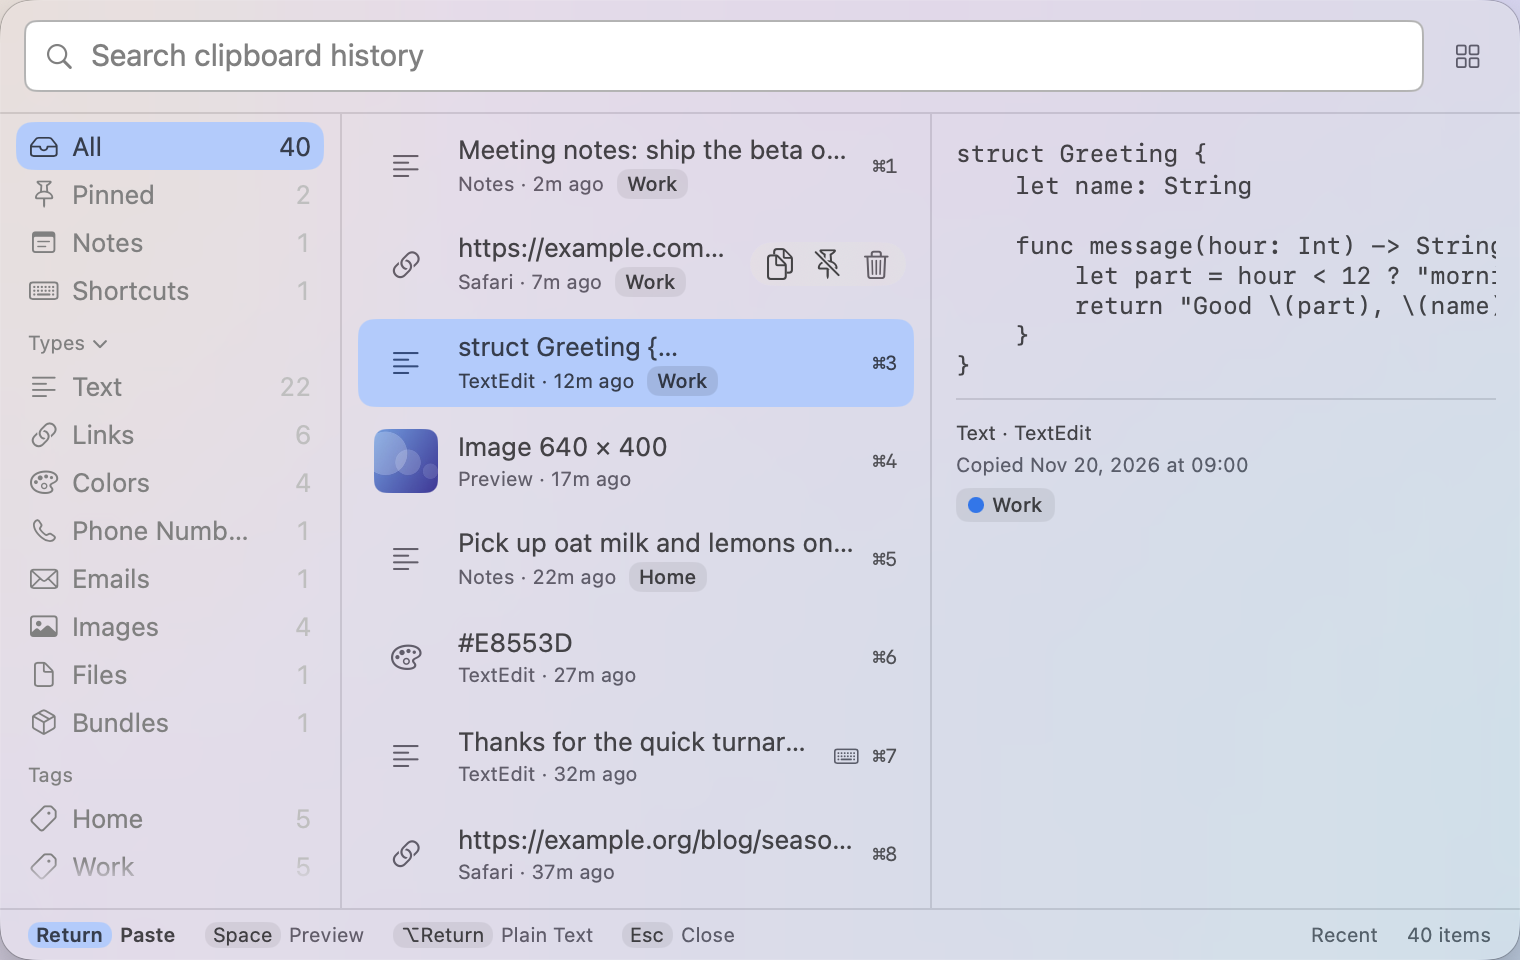 Search clipboard history
All 40
Pinned 2
Notes 1
Shortcuts 1
Types
Text 22
Links 6
Colors 4
Phone Numb... 1
Emails 1
Images 4
Files 1
Bundles 1
Tags
Home 5
Work 5
Meeting notes: ship the beta o... ⌘1
Notes · 2m ago Work
https://example.com...
Safari · 7m ago Work
struct Greeting {... ⌘3
TextEdit · 12m ago Work
Image 640 × 400 ⌘4
Preview · 17m ago
Pick up oat milk and lemons on... ⌘5
Notes · 22m ago Home
#E8553D ⌘6
TextEdit · 27m ago
Thanks for the quick turnar... ⌘7
TextEdit · 32m ago
https://example.org/blog/seaso... ⌘8
Safari · 37m ago
struct Greeting {
    let name: String
    func message(hour: Int) -> String
        let part = hour < 12 ? "morni
        return "Good \(part), \(name)
    }
}
Text · TextEdit
Copied Nov 20, 2026 at 09:00
Work
Return Paste Space Preview ⌥Return Plain Text Esc Close Recent 40 items